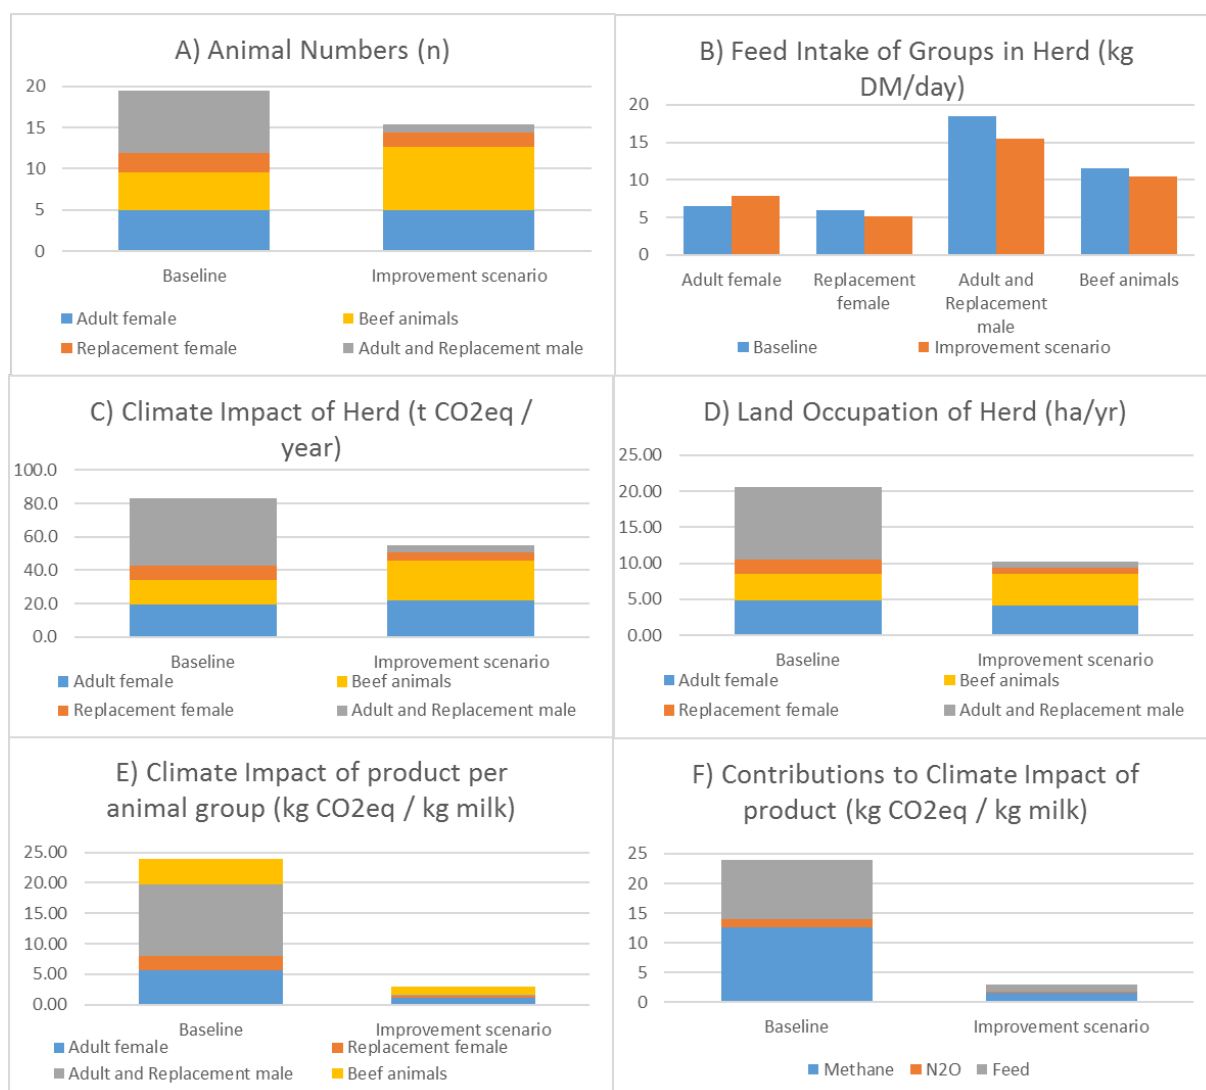 A) Animal Numbers (n)
20
15
10
5
0
Baseline
Improvement scenario
Adult female
Beef animals
Replacement female
Adult and Replacement male
B) Feed Intake of Groups in Herd (kg
DM/day)
20
15
10
5
0
Adult female
Replacement
female
Adult and
Replacement
male
Beef animals
Baseline
Improvement scenario
C) Climate Impact of Herd (t CO2eq /
year)
100.0
80.0
60.0
40.0
20.0
0.0
Baseline
Improvement scenario
Adult female
Beef animals
Replacement female
Adult and Replacement male
D) Land Occupation of Herd (ha/yr)
25.00
20.00
15.00
10.00
5.00
0.00
Baseline
Improvement scenario
Adult female
Beef animals
Replacement female
Adult and Replacement male
E) Climate Impact of product per
animal group (kg CO2eq / kg milk)
25.00
20.00
15.00
10.00
5.00
0.00
Baseline
Improvement scenario
Adult female
Replacement female
Adult and Replacement male
Beef animals
F) Contributions to Climate Impact of
product (kg CO2eq / kg milk)
25
20
15
10
5
0
Baseline
Improvement scenario
Methane
N2O
Feed